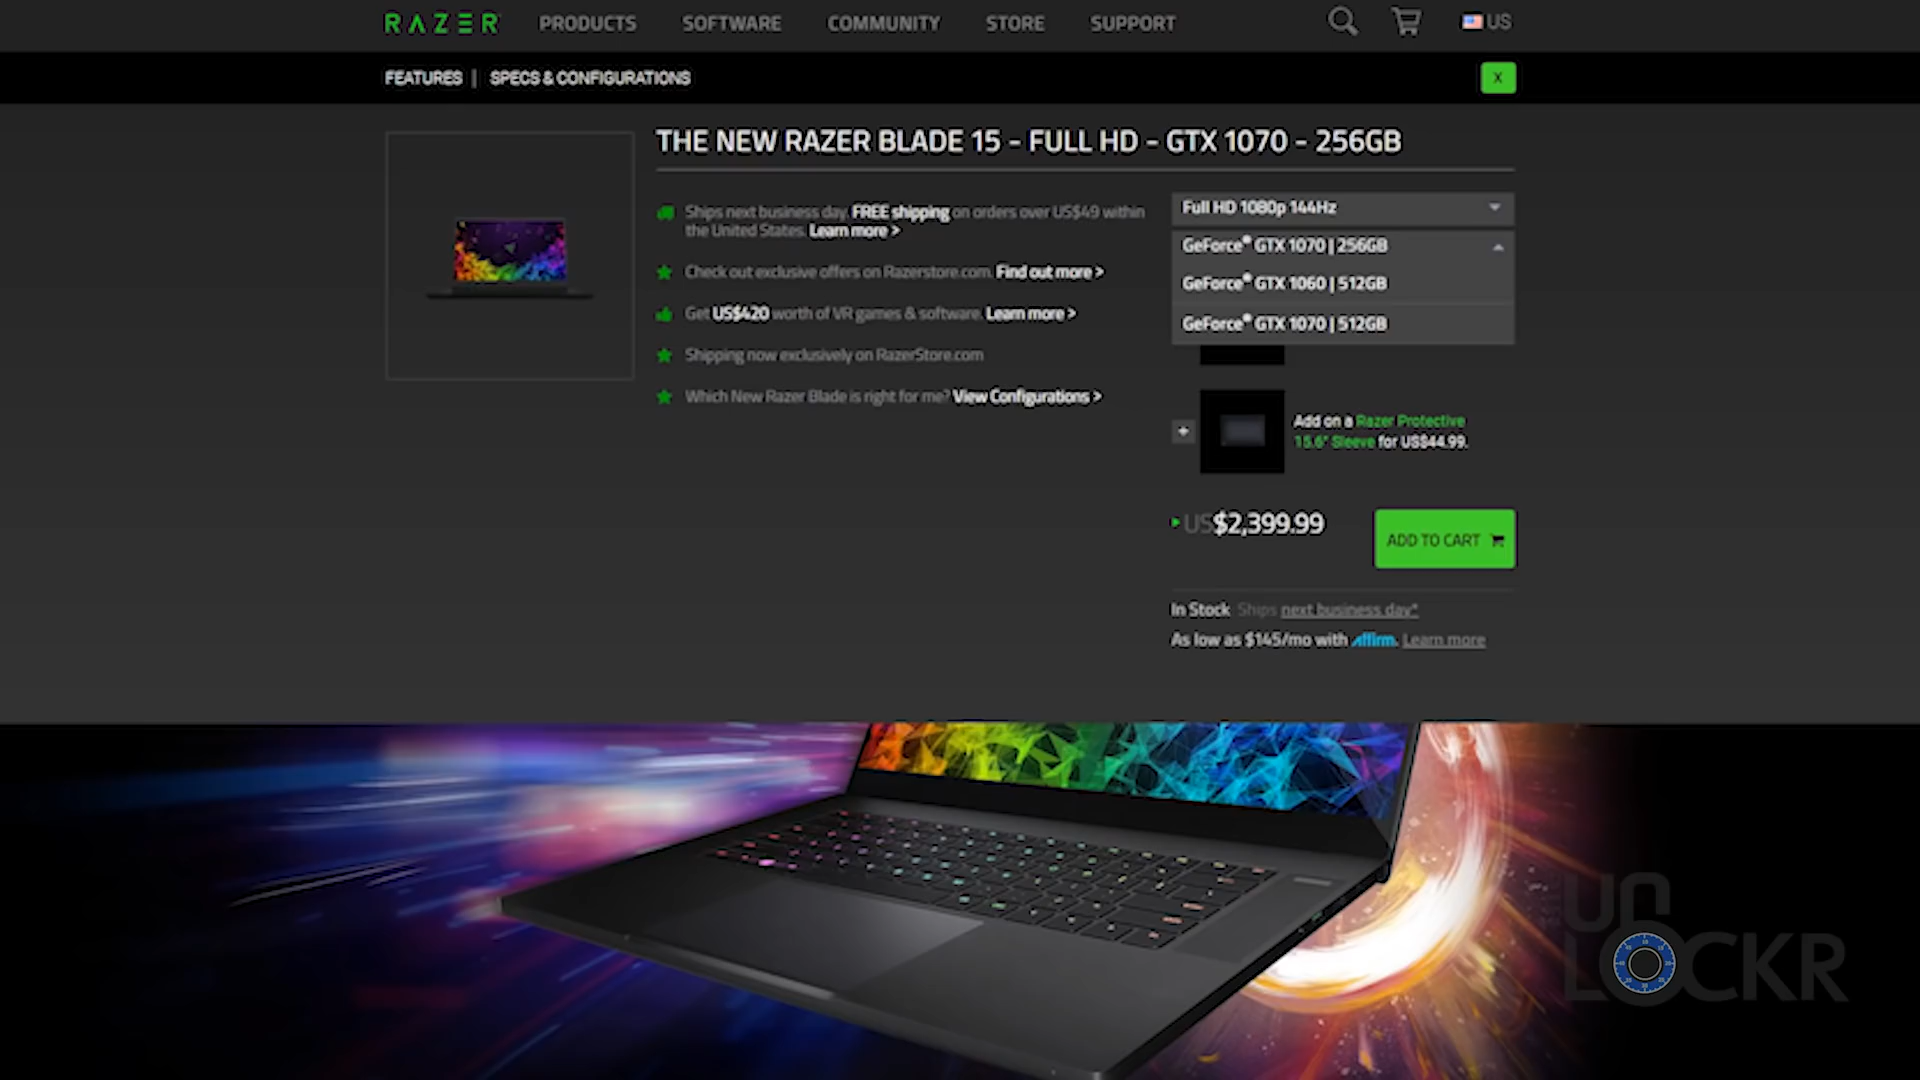 RAZER PRODUCTS SOFTWARE COMMUNITY STORE SUPPORT US
FEATURES | SPECS & CONFIGURATIONS X
THE NEW RAZER BLADE 15 - FULL HD - GTX 1070 - 256GB
Ships next business day. FREE shipping on orders over US$49 within
the United States. Learn more >
Check out exclusive offers on Razerstore.com. Find out more >
Get US$420 worth of VR games & software. Learn more >
Shipping now exclusively on RazerStore.com
Which New Razer Blade is right for me? View Configurations >
Full HD 1080p 144Hz
GeForce® GTX 1070 | 256GB
GeForce® GTX 1060 | 512GB
GeForce® GTX 1070 | 512GB
+ Add on a Razer Protective
15.6" Sleeve for US$44.99.
US$2,399.99
ADD TO CART
In Stock Ships next business day*
As low as $145/mo with affirm. Learn more
UN
LOCKR